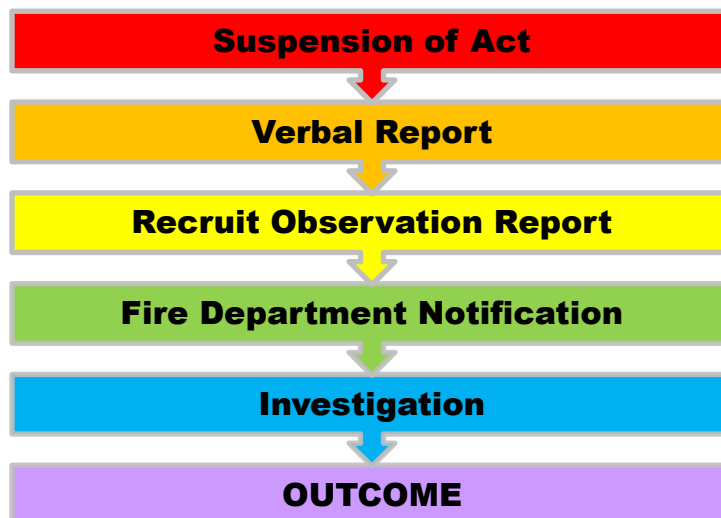 Suspension of Act
Verbal Report
Recruit Observation Report
Fire Department Notification
Investigation
OUTCOME